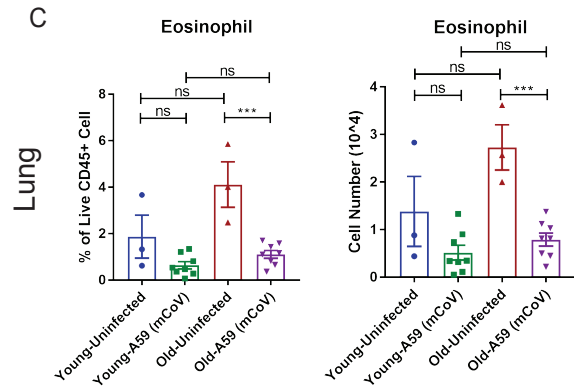 C
Lung
Eosinophil
ns
ns
ns
***
8
6
4
2
0
% of Live CD45+ Cell
Young-Uninfected
Young-A59 (mCoV)
Old-Uninfected
Old-A59 (mCoV)
Eosinophil
ns
ns
ns
***
4
3
2
1
0
Cell Number (10^4)
Young-Uninfected
Young-A59 (mCoV)
Old-Uninfected
Old-A59 (mCoV)